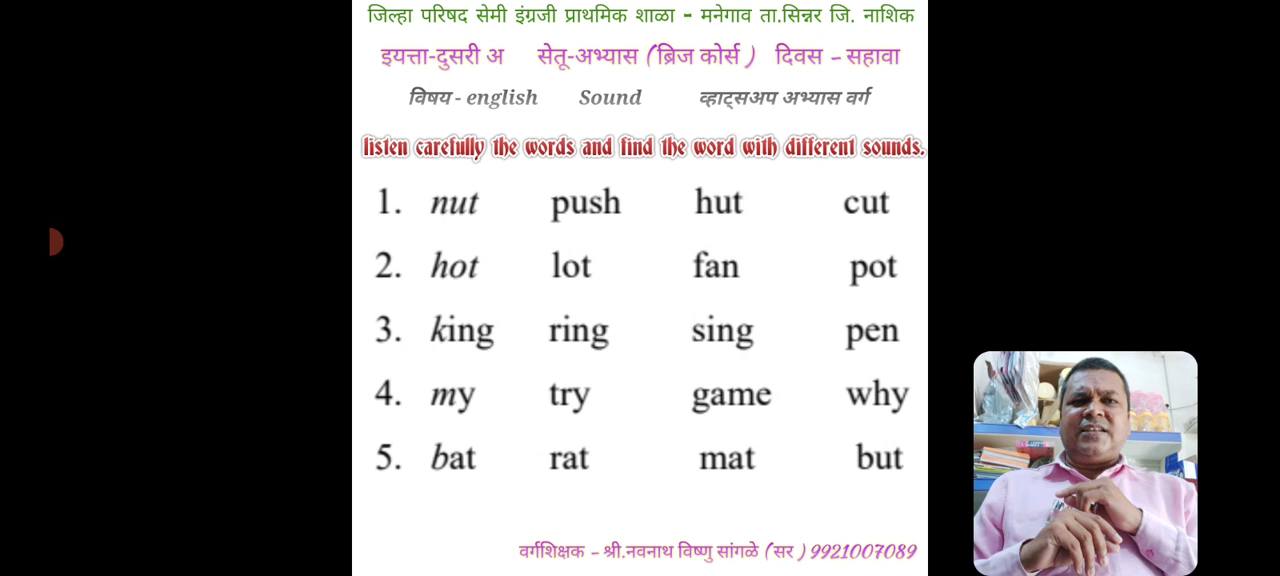 जिल्हा परिषद सेमी इंग्रजी प्राथमिक शाळा - मनेगाव ता.सिन्नर जि. नाशिक
इयत्ता-दुसरी अ सेतू-अभ्यास (ब्रिज कोर्स ) दिवस - सहावा
विषय - english Sound व्हाट्सअप अभ्यास वर्ग
listen carefully the words and find the word with different sounds.
1. nut push hut cut
2. hot lot fan pot
3. king ring sing pen
4. my try game why
5. bat rat mat but
वर्गशिक्षक - श्री.नवनाथ विष्णु सांगळे (सर ) 9921007089